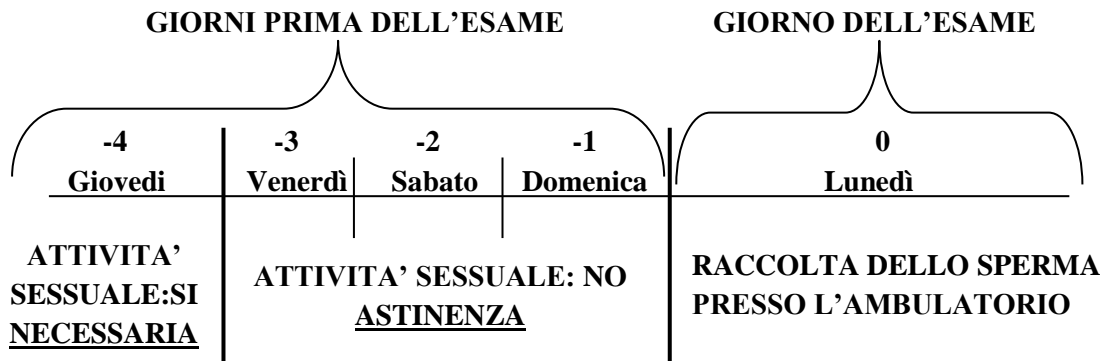 GIORNI PRIMA DELL’ESAME
GIORNO DELL’ESAME
-4 -3 -2 -1 0
Giovedi Venerdì Sabato Domenica Lunedì
ATTIVITA’
SESSUALE:SI
NECESSARIA
ATTIVITA’ SESSUALE: NO
ASTINENZA
RACCOLTA DELLO SPERMA
PRESSO L’AMBULATORIO